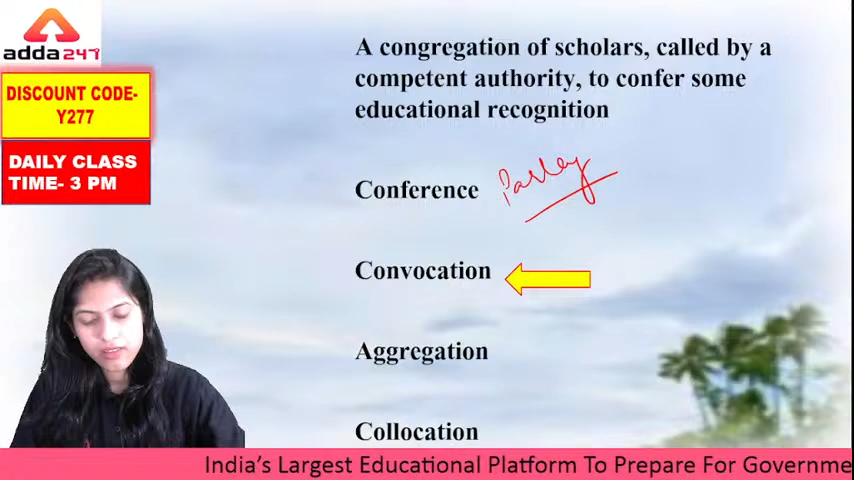 adda247
DISCOUNT CODE-
Y277
DAILY CLASS
TIME- 3 PM
A congregation of scholars, called by a
competent authority, to confer some
educational recognition
Conference Parley
Convocation
Aggregation
Collocation
India's Largest Educational Platform To Prepare For Governme